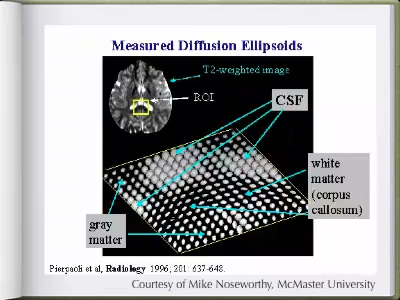 Measured Diffusion Ellipsoids
T2-weighted image
ROI
CSF
white
matter
(corpus
callosum)
gray
matter
Pierpaoli et al, Radiology 1996; 201: 637-648.
Courtesy of Mike Noseworthy, McMaster University